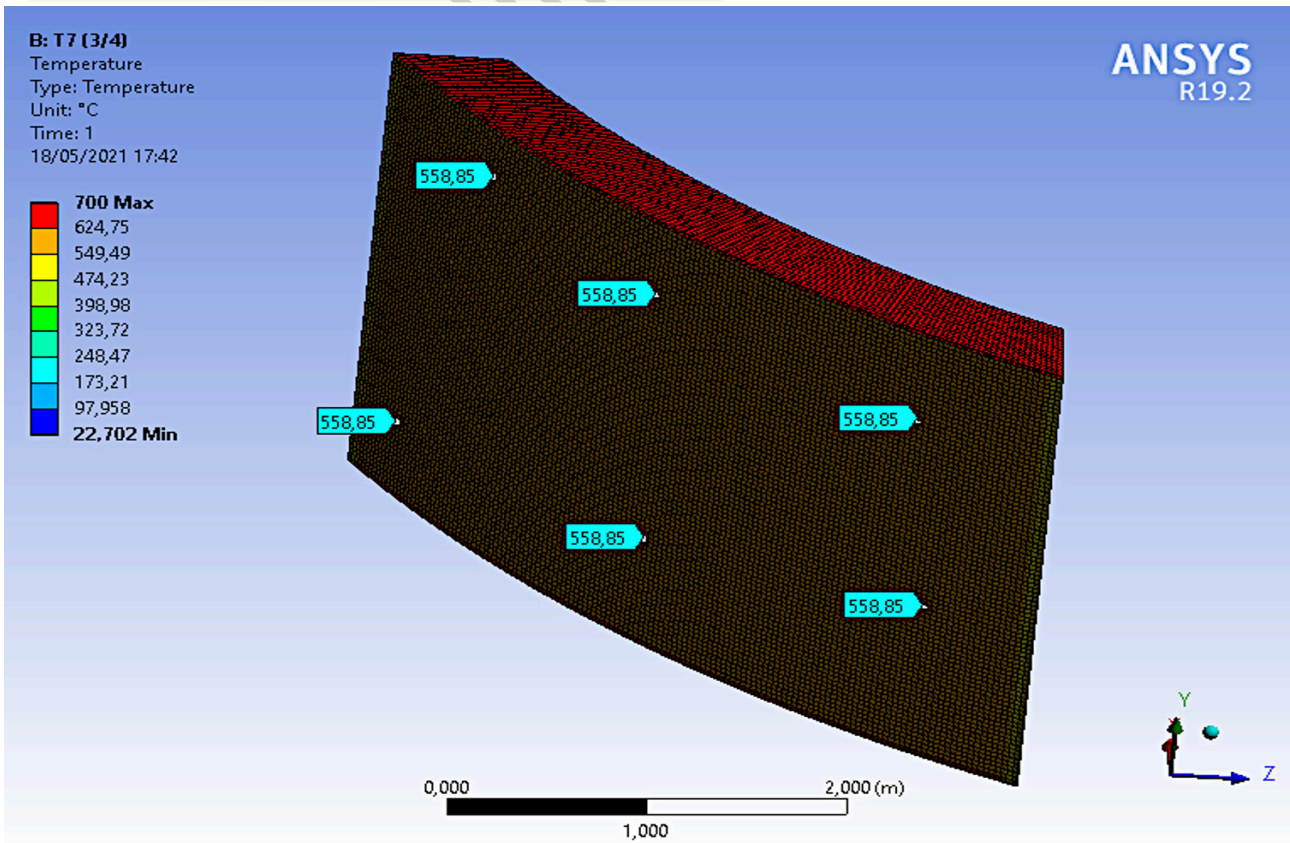 B: T7 (3/4)
Temperature
Type: Temperature
Unit: °C
Time: 1
18/05/2021 17:42
ANSYS
R19.2
700 Max
624,75
549,49
474,23
398,98
323,72
248,47
173,21
97,958
22,702 Min
558,85
558,85
558,85
558,85
558,85
558,85
0,000
2,000 (m)
1,000
Y
Z